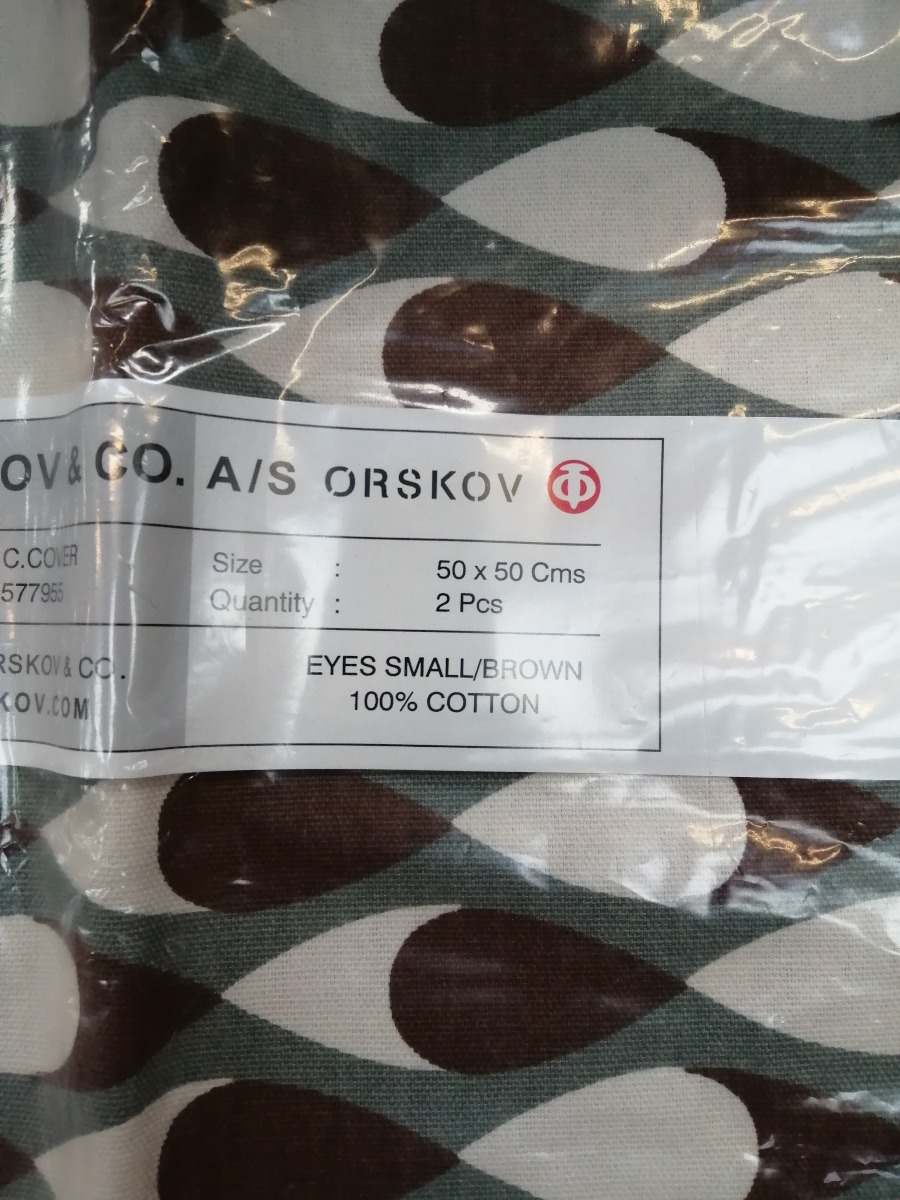 OV & CO. A/S ORSKOV
C.COVER
577955
Size : 50 x 50 Cms
Quantity : 2 Pcs
RSKOV & CO.
KOV.COM
EYES SMALL/BROWN
100% COTTON